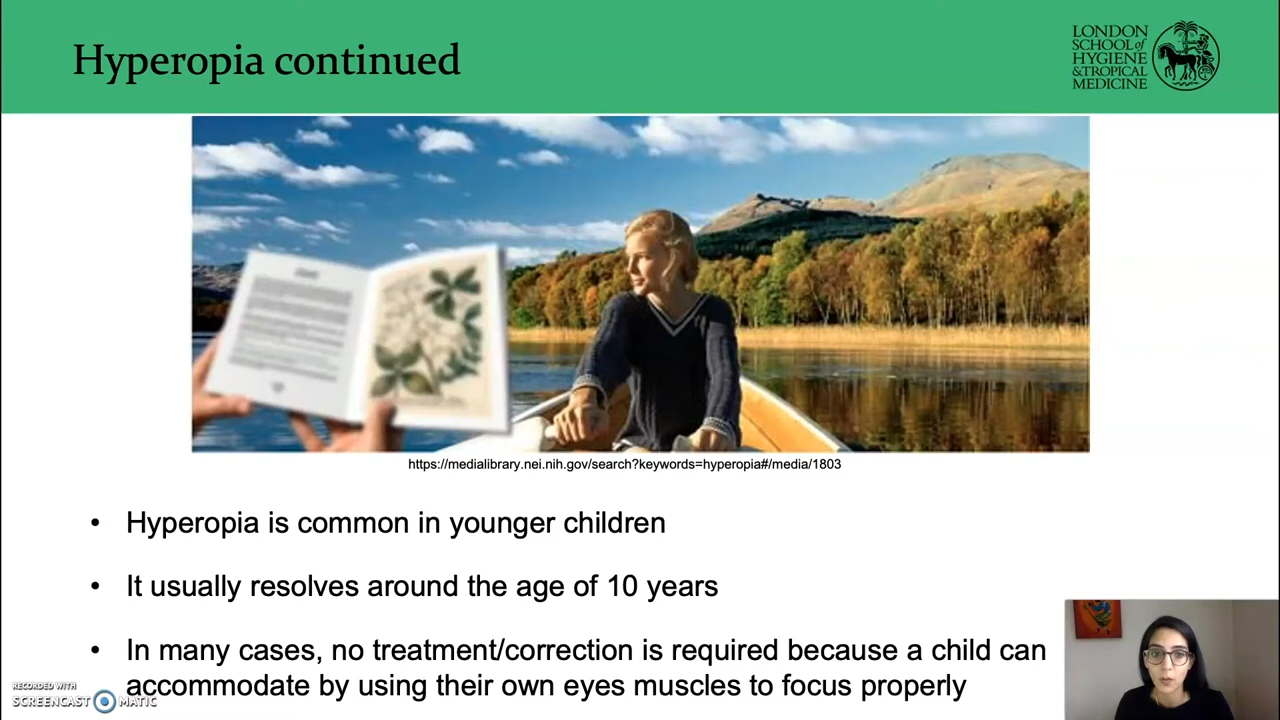 Hyperopia continued
LONDON
SCHOOL of
HYGIENE
& TROPICAL
MEDICINE
https://medialibrary.nei.nih.gov/search?keywords=hyperopia#/media/1803
• Hyperopia is common in younger children
• It usually resolves around the age of 10 years
• In many cases, no treatment/correction is required because a child can
accommodate by using their own eyes muscles to focus properly
RECORDED WITH
SCREENCAST MATIC